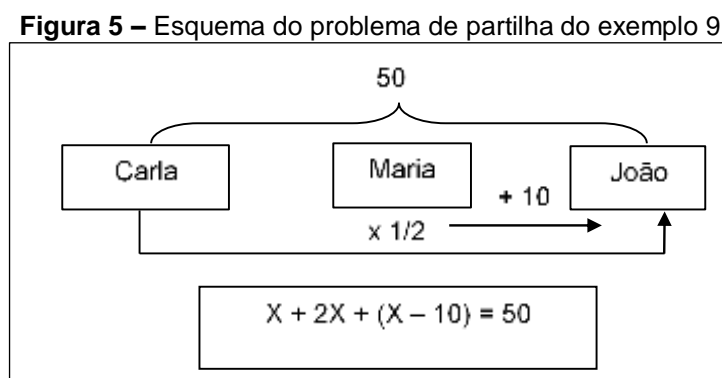 Figura 5 – Esquema do problema de partilha do exemplo 9
50
Carla Maria João
+ 10
x 1/2
X + 2X + (X – 10) = 50